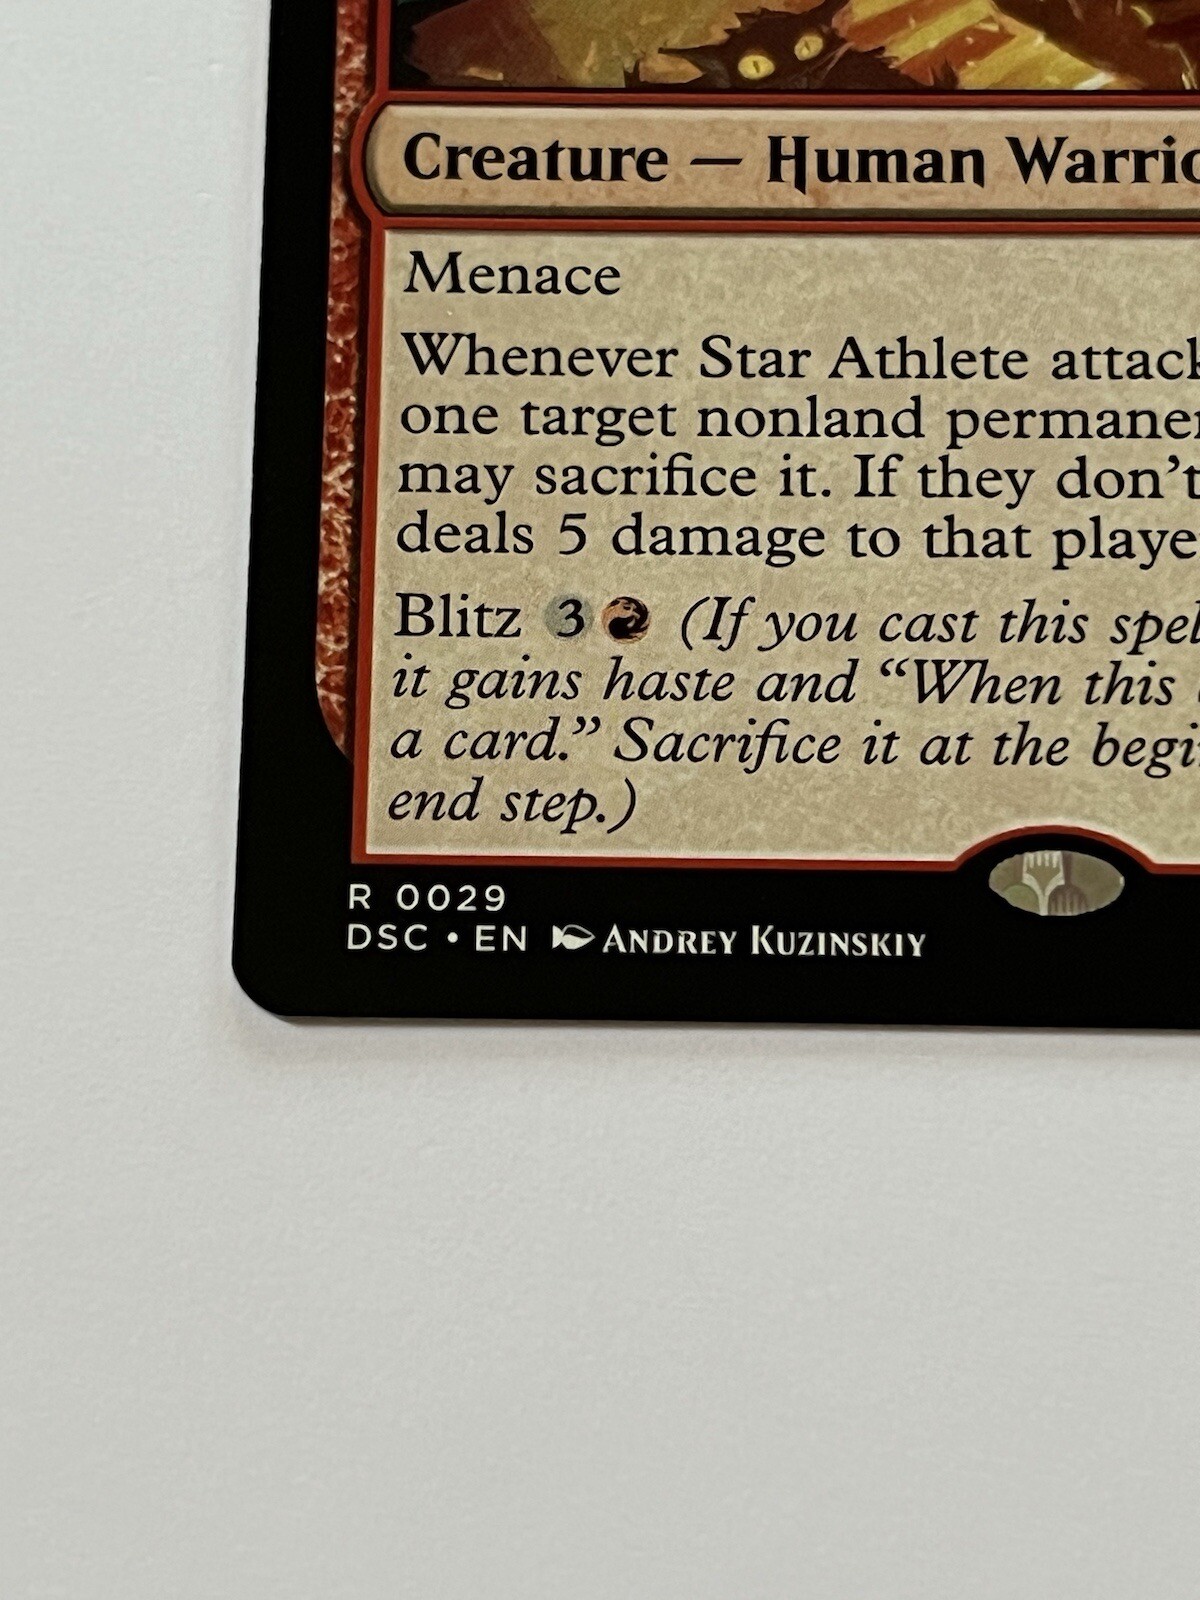 Creature — Human Warrio
Menace
Whenever Star Athlete attack
one target nonland permanen
may sacrifice it. If they don't
deals 5 damage to that playe
Blitz 3 (If you cast this spel
it gains haste and “When this
a card.” Sacrifice it at the begi
end step.)
R 0029
DSC • EN ANDREY KUZINSKIY